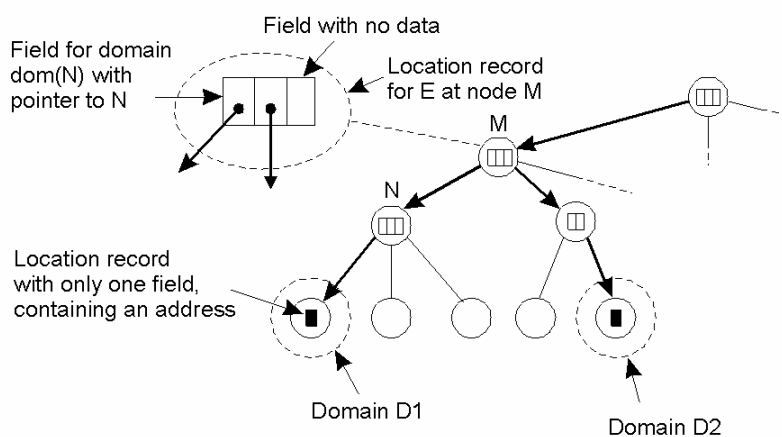 Field with no data
Field for domain
dom(N) with
pointer to N
Location record
for E at node M
M
N
Location record
with only one field,
containing an address
Domain D1
Domain D2